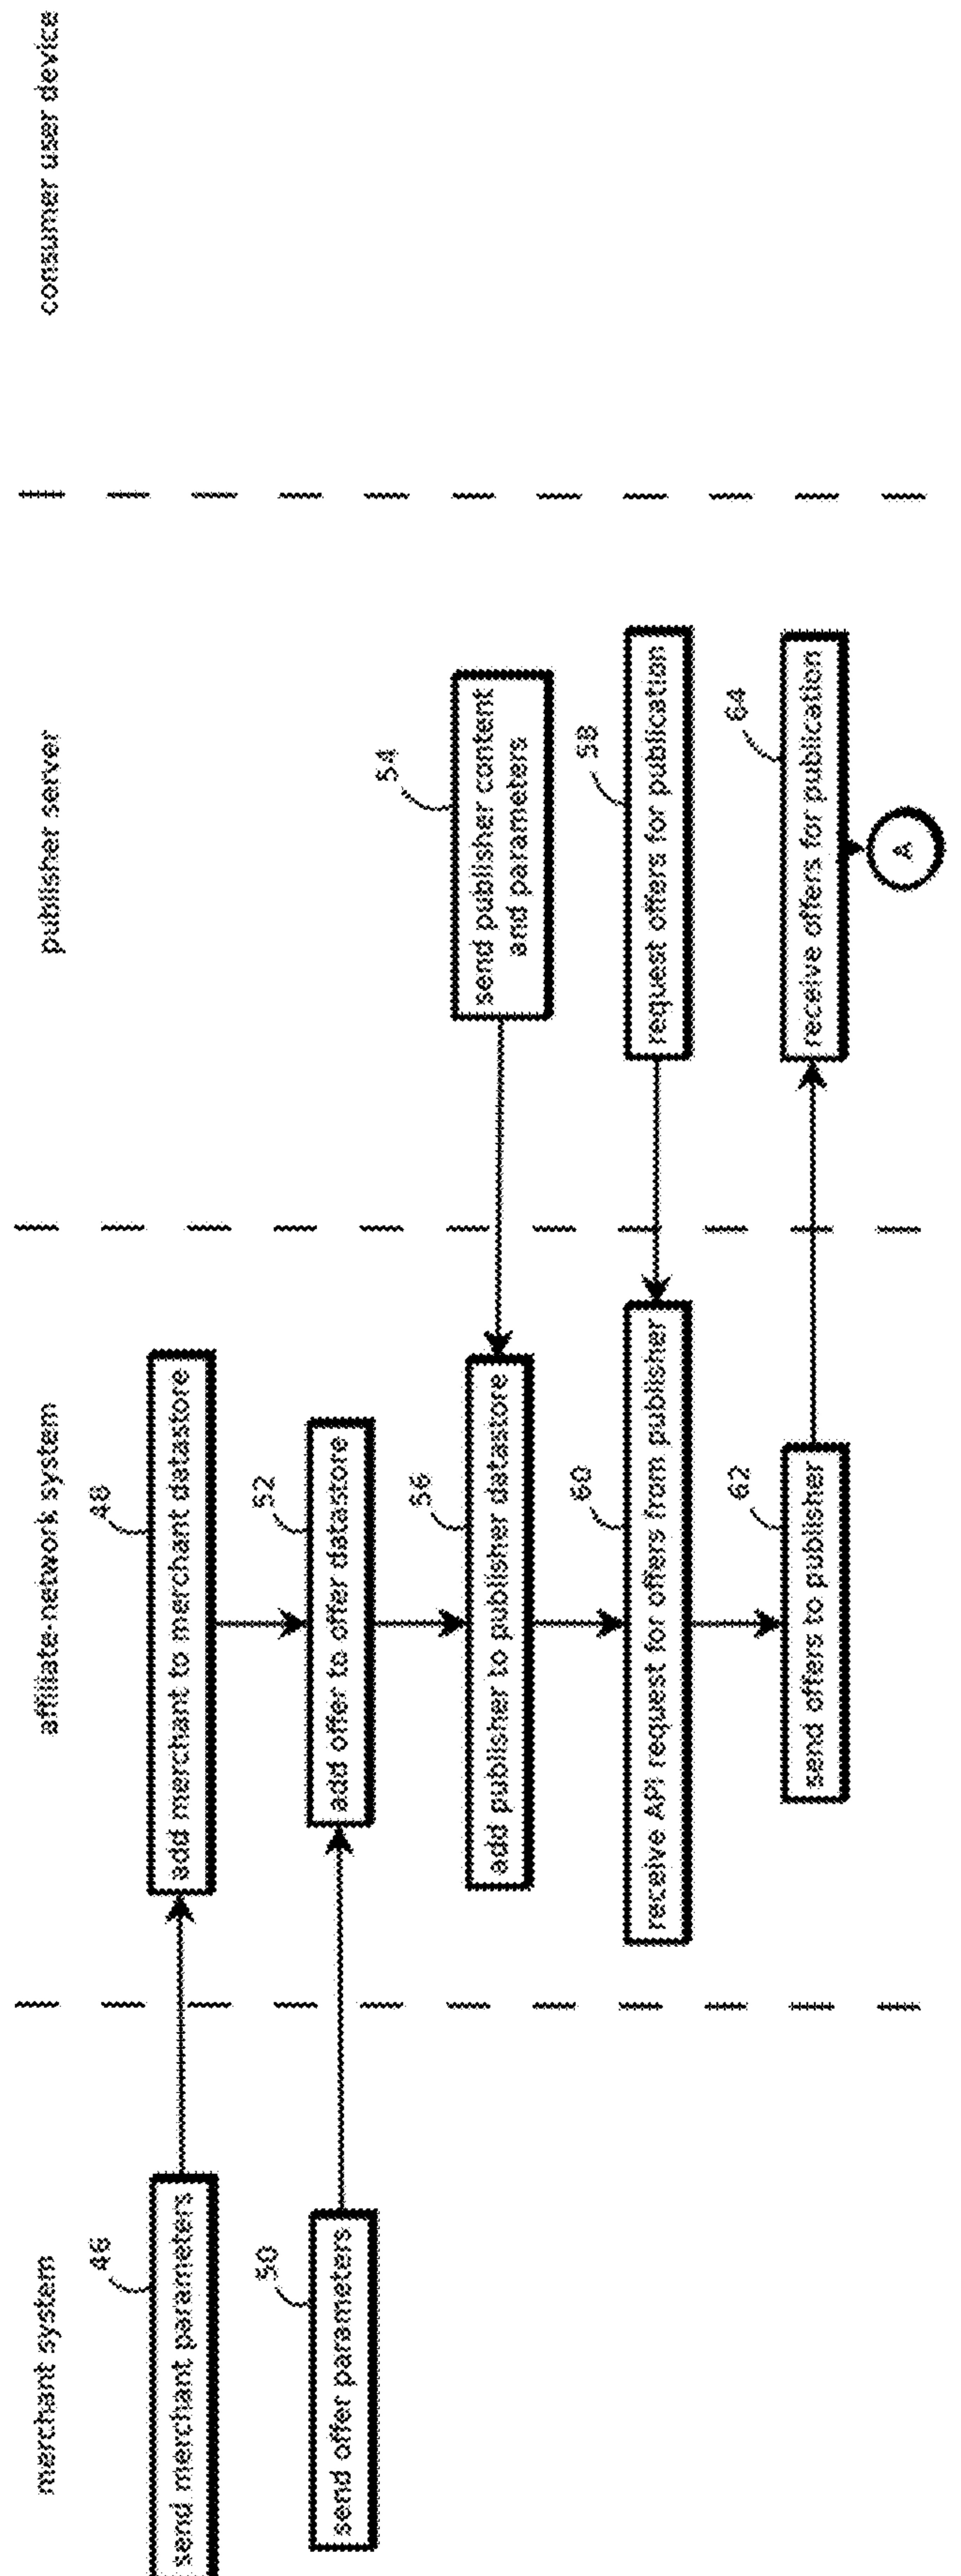 merchant system
affiliate-network system
publisher server
consumer user device
46
send merchant parameters
48
add merchant to merchant datastore
50
send offer parameters
52
add offer to offer datastore
54
send publisher content
and parameters
56
add publisher to publisher datastore
58
request offers for publication
60
receive API request for offers from publisher
62
send offers to publisher
64
receive offers for publication
A